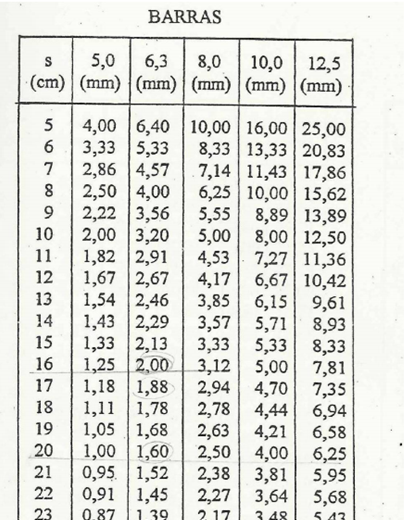 BARRAS
s 5,0 6,3 8,0 10,0 12,5
(cm) (mm) (mm) (mm) (mm) (mm)
5 4,00 6,40 10,00 16,00 25,00
6 3,33 5,33 8,33 13,33 20,83
7 2,86 4,57 7,14 11,43 17,86
8 2,50 4,00 6,25 10,00 15,62
9 2,22 3,56 5,55 8,89 13,89
10 2,00 3,20 5,00 8,00 12,50
11 1,82 2,91 4,53 7,27 11,36
12 1,67 2,67 4,17 6,67 10,42
13 1,54 2,46 3,85 6,15 9,61
14 1,43 2,29 3,57 5,71 8,93
15 1,33 2,13 3,33 5,33 8,33
16 1,25 2,00 3,12 5,00 7,81
17 1,18 1,88 2,94 4,70 7,35
18 1,11 1,78 2,78 4,44 6,94
19 1,05 1,68 2,63 4,21 6,58
20 1,00 1,60 2,50 4,00 6,25
21 0,95 1,52 2,38 3,81 5,95
22 0,91 1,45 2,27 3,64 5,68
23 0,87 1,39 2,17 3,48 5,43